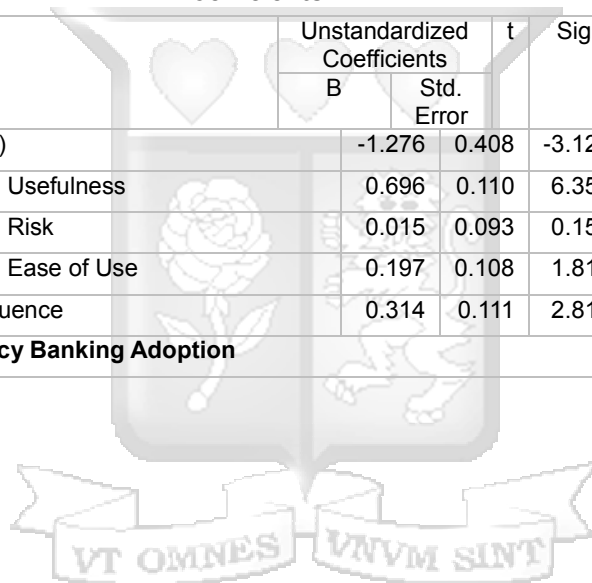 Unstandardized t Sig
Coefficients
B Std.
Error
) -1.276 0.408 -3.12
Usefulness 0.696 0.110 6.35
Risk 0.015 0.093 0.15
Ease of Use 0.197 0.108 1.81
uence 0.314 0.111 2.81
cy Banking Adoption
VT OMNES VNVM SINT